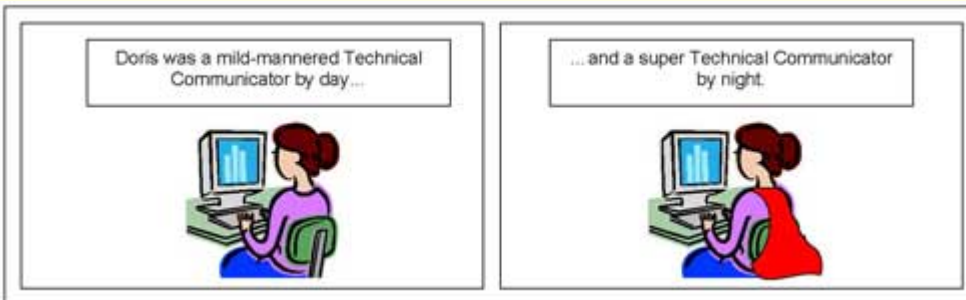 Doris was a mild-mannered Technical
Communicator by day...
...and a super Technical Communicator
by night.